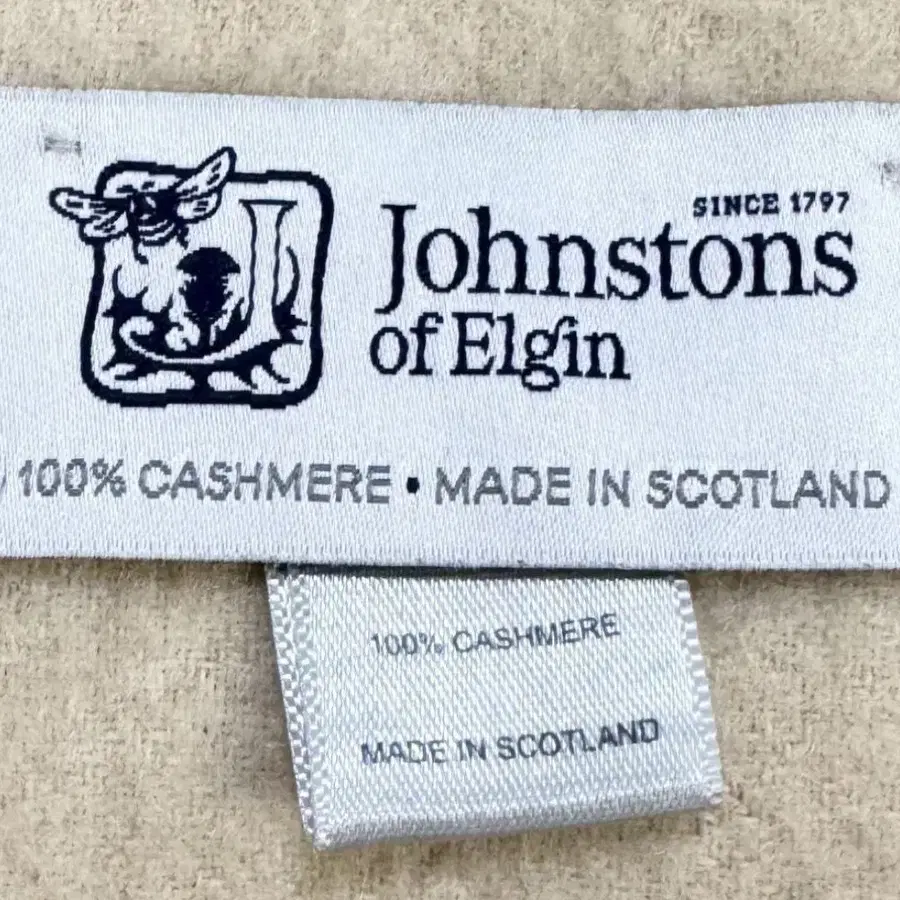 SINCE 1797
Johnstons
of Elgin
100% CASHMERE • MADE IN SCOTLAND
100% CASHMERE
MADE IN SCOTLAND